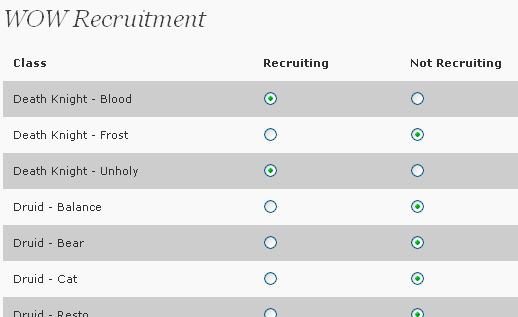 WOW Recruitment
Class Recruiting Not Recruiting
Death Knight - Blood
Death Knight - Frost
Death Knight - Unholy
Druid - Balance
Druid - Bear
Druid - Cat
Druid - Resto